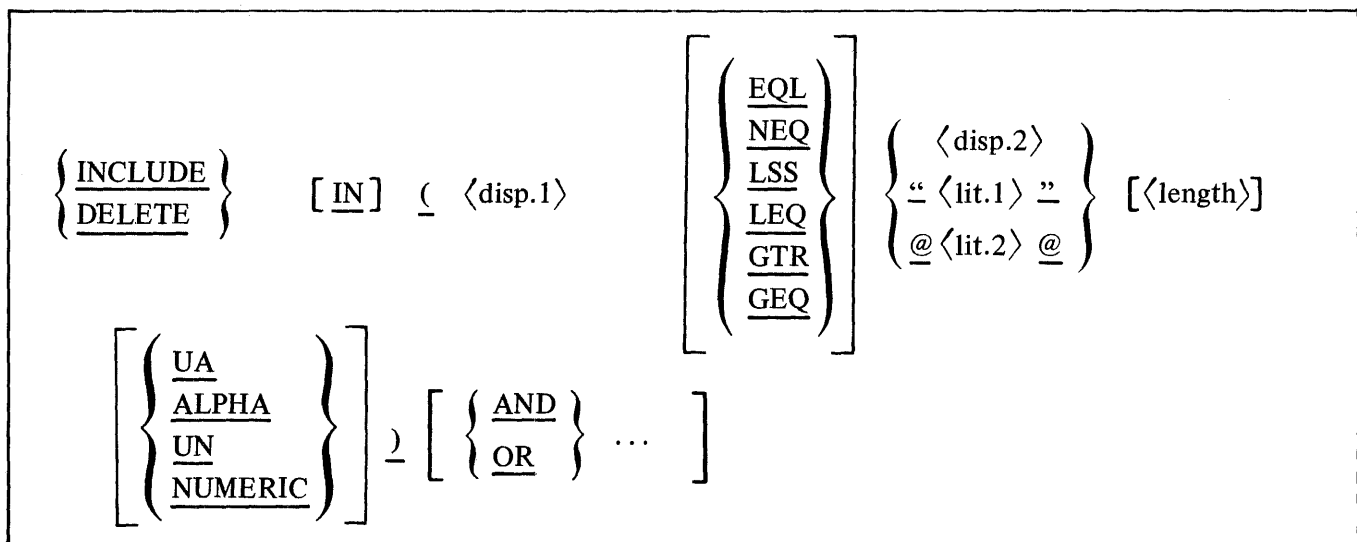 { INCLUDE
DELETE } [ IN ] ( ⟨disp.1⟩ [ { EQL
NEQ
LSS
LEQ
GTR
GEQ } ] { ⟨disp.2⟩
“ ⟨lit.1⟩ ”
@ ⟨lit.2⟩ @ } [⟨length⟩]
[ { UA
ALPHA
UN
NUMERIC } ] ) [ { AND
OR } ... ]